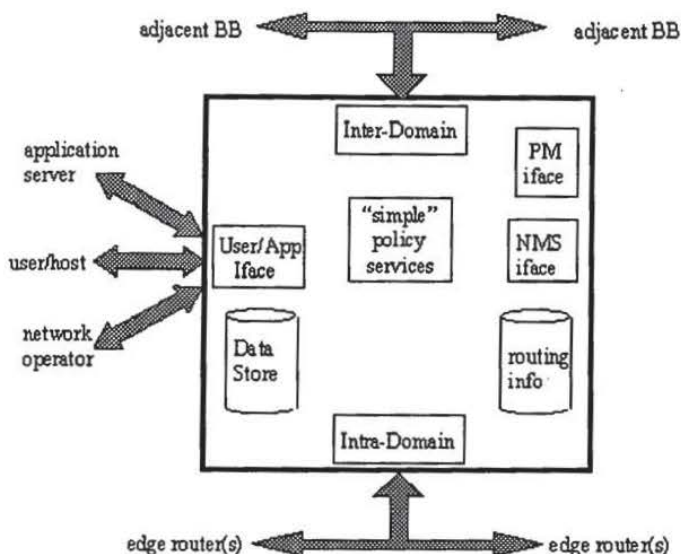 adjacent BB
adjacent BB
Inter-Domain
PM
iface
application
server
"simple"
policy
services
User/App
Iface
NMS
iface
user/host
network
operator
Data
Store
routing
info
Intra-Domain
edge router(s)
edge router(s)